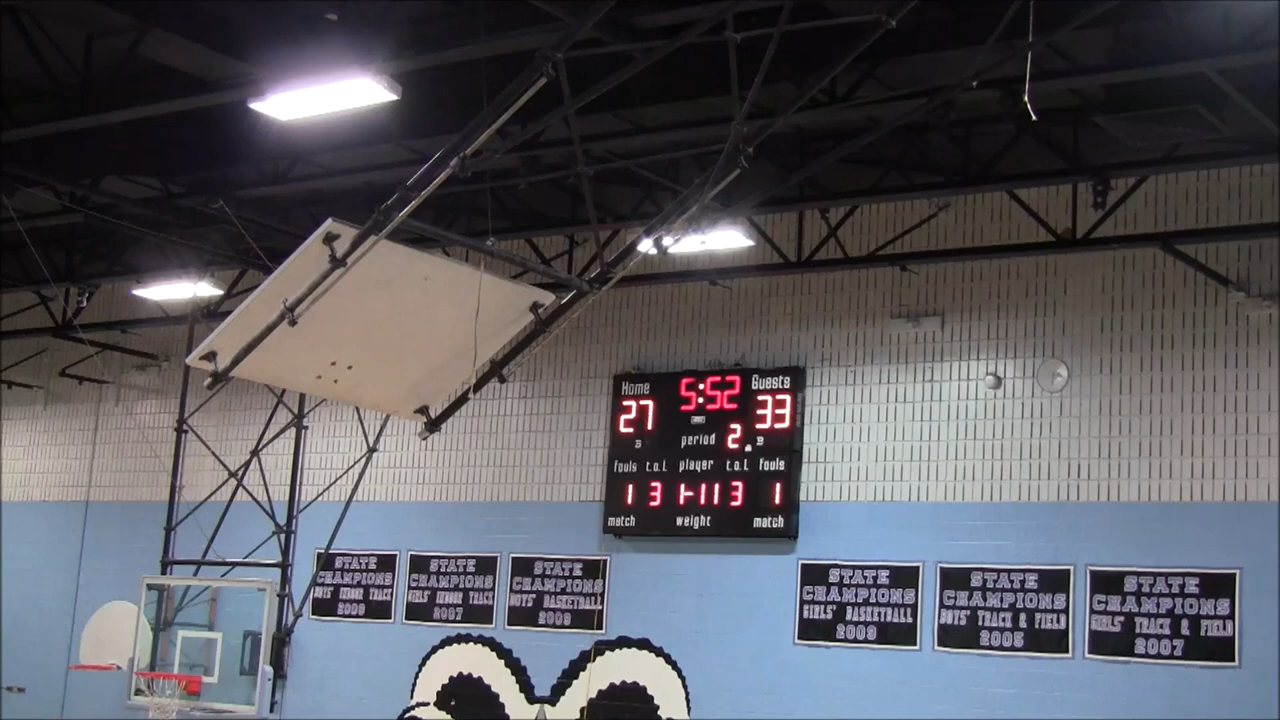 Home 5:52 Guests
27 33
period 2
B B
fouls t.o.l. player t.o.l. fouls
1 3 1-11 3 1
match weight match
STATE
CHAMPIONS
BOYS' INDOOR TRACK
2009
STATE
CHAMPIONS
GIRLS' INDOOR TRACK
2007
STATE
CHAMPIONS
BOYS' BASKETBALL
2009
STATE
CHAMPIONS
GIRLS' BASKETBALL
2009
STATE
CHAMPIONS
BOYS' TRACK & FIELD
2005
STATE
CHAMPIONS
GIRLS' TRACK & FIELD
2007